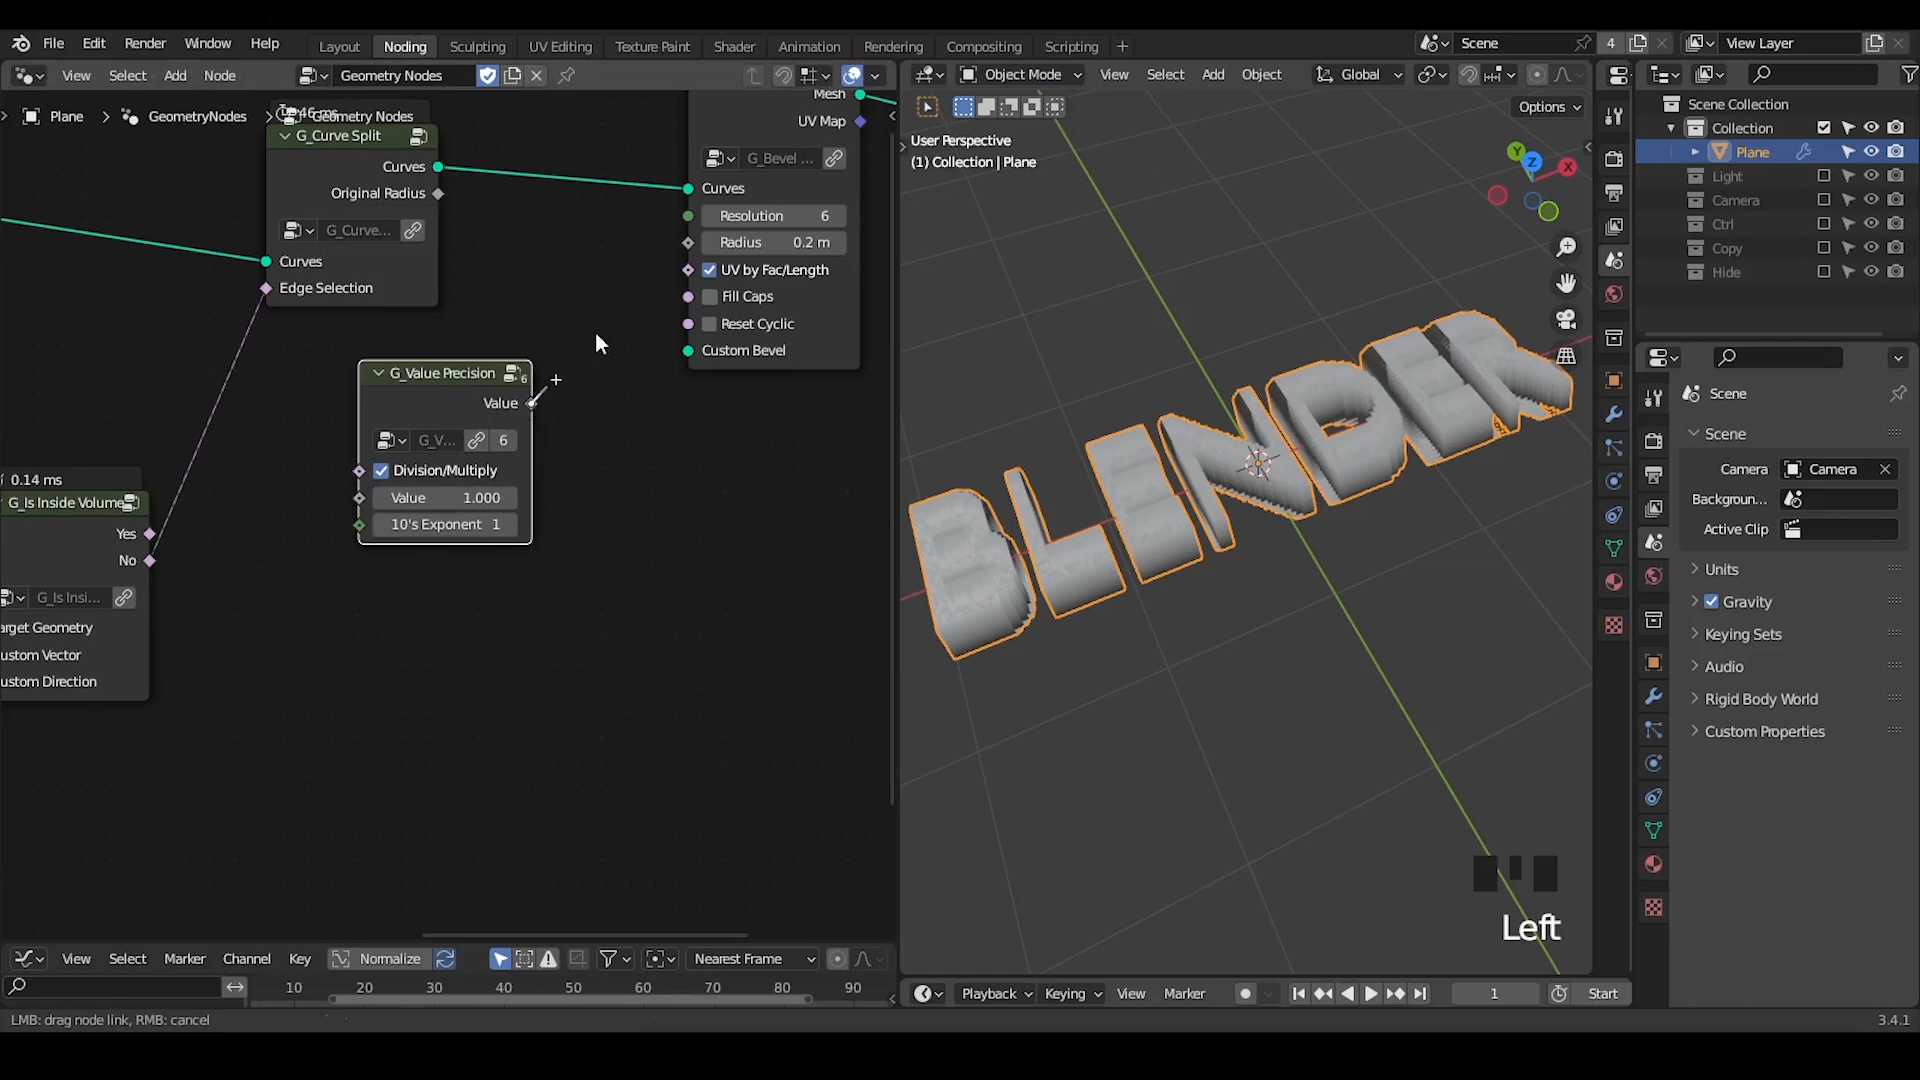 File Edit Render Window Help Layout Noding Sculpting UV Editing Texture Paint Shader Animation Rendering Compositing Scripting + Scene 4 View Layer
View Select Add Node Geometry Nodes Object Mode View Select Add Object Global
Plane > GeometryNodes > Geometry Nodes
Options
G_Curve Split
Curves
Original Radius
G_Curve...
Curves
Edge Selection
Mesh
UV Map
G_Bevel ...
Curves
Resolution 6
Radius 0.2 m
UV by Fac/Length
Fill Caps
Reset Cyclic
Custom Bevel
G_Value Precision
6
Value
G_V... 6
Division/Multiply
Value 1.000
10's Exponent 1
0.14 ms
G_Is Inside Volume
Yes
No
G_Is Insi...
arget Geometry
ustom Vector
ustom Direction
User Perspective
(1) Collection | Plane
Y
Z
X
BLENDER
Left
Scene Collection
Collection
Plane
Light
Camera
Ctrl
Copy
Hide
Scene
Scene
Camera Camera
Backgroun...
Active Clip
Units
Gravity
Keying Sets
Audio
Rigid Body World
Custom Properties
View Select Marker Channel Key Normalize Nearest Frame
10 20 30 40 50 60 70 80 90
Playback Keying View Marker 1 Start
LMB: drag node link, RMB: cancel
3.4.1